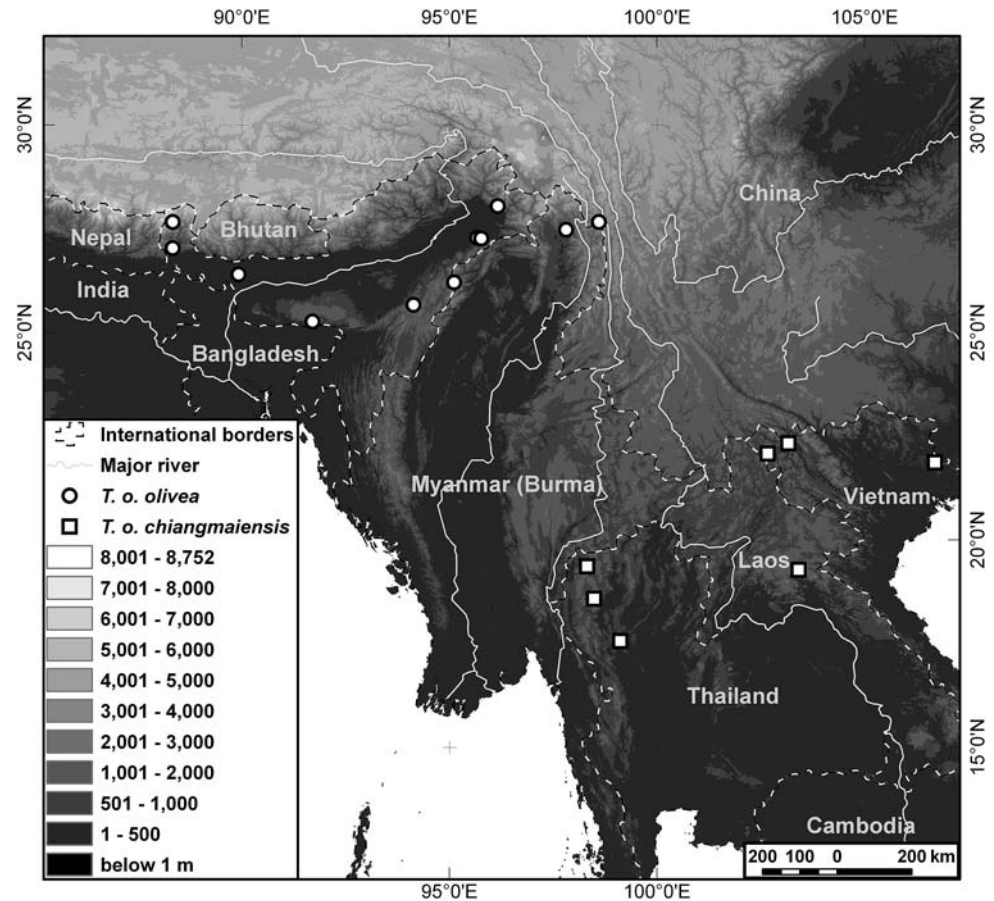 90°0'E
95°0'E
100°0'E
105°0'E
30°0'N
30°0'N
China
Nepal
Bhutan
India
25°0'N
25°0'N
Bangladesh
International borders
Major river
T. o. olivea
T. o. chiangmaiensis
8,001 - 8,752
7,001 - 8,000
6,001 - 7,000
5,001 - 6,000
4,001 - 5,000
3,001 - 4,000
2,001 - 3,000
1,001 - 2,000
501 - 1,000
1 - 500
below 1 m
Myanmar (Burma)
Vietnam
20°0'N
Laos
Thailand
15°0'N
Cambodia
200 100 0 200 km
95°0'E
100°0'E